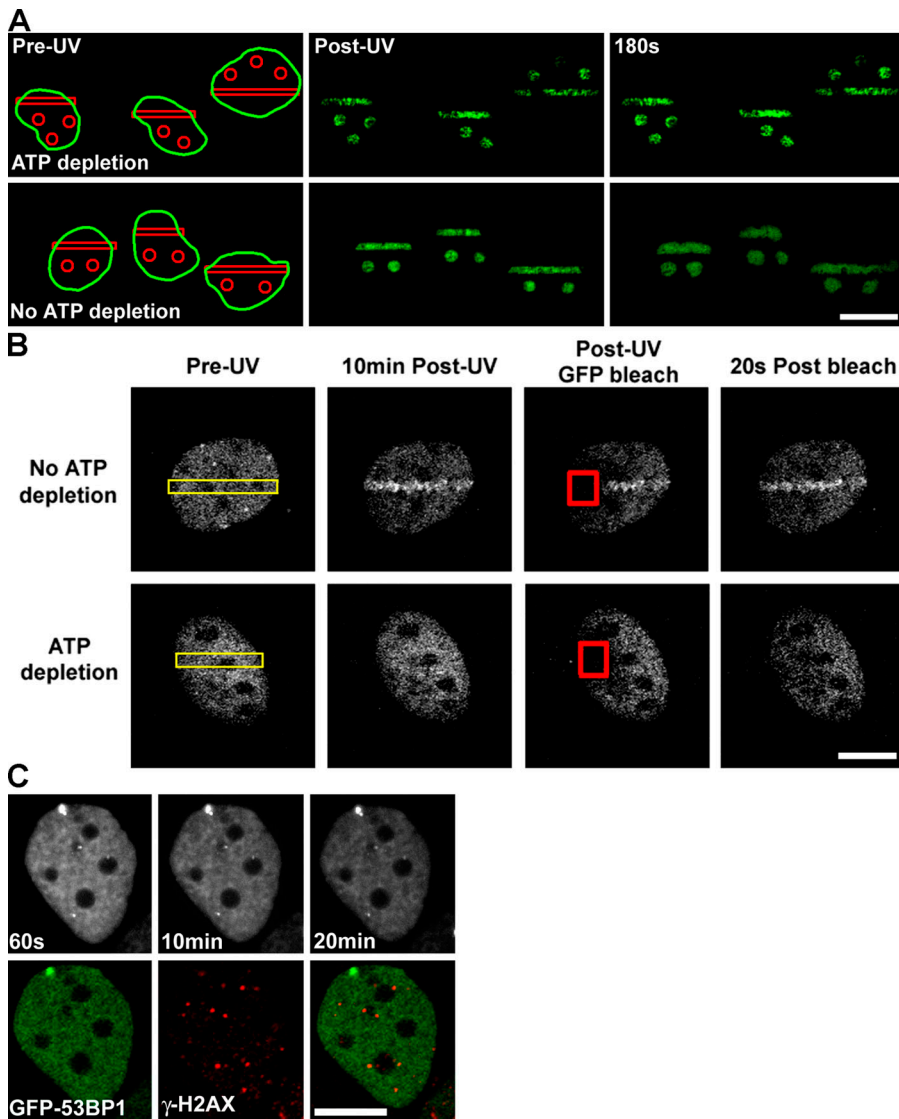 A
Pre-UV
Post-UV
180s
ATP depletion
No ATP depletion
B
Pre-UV
10min Post-UV
Post-UV
GFP bleach
20s Post bleach
No ATP
depletion
ATP
depletion
C
60s
10min
20min
GFP-53BP1
γ-H2AX